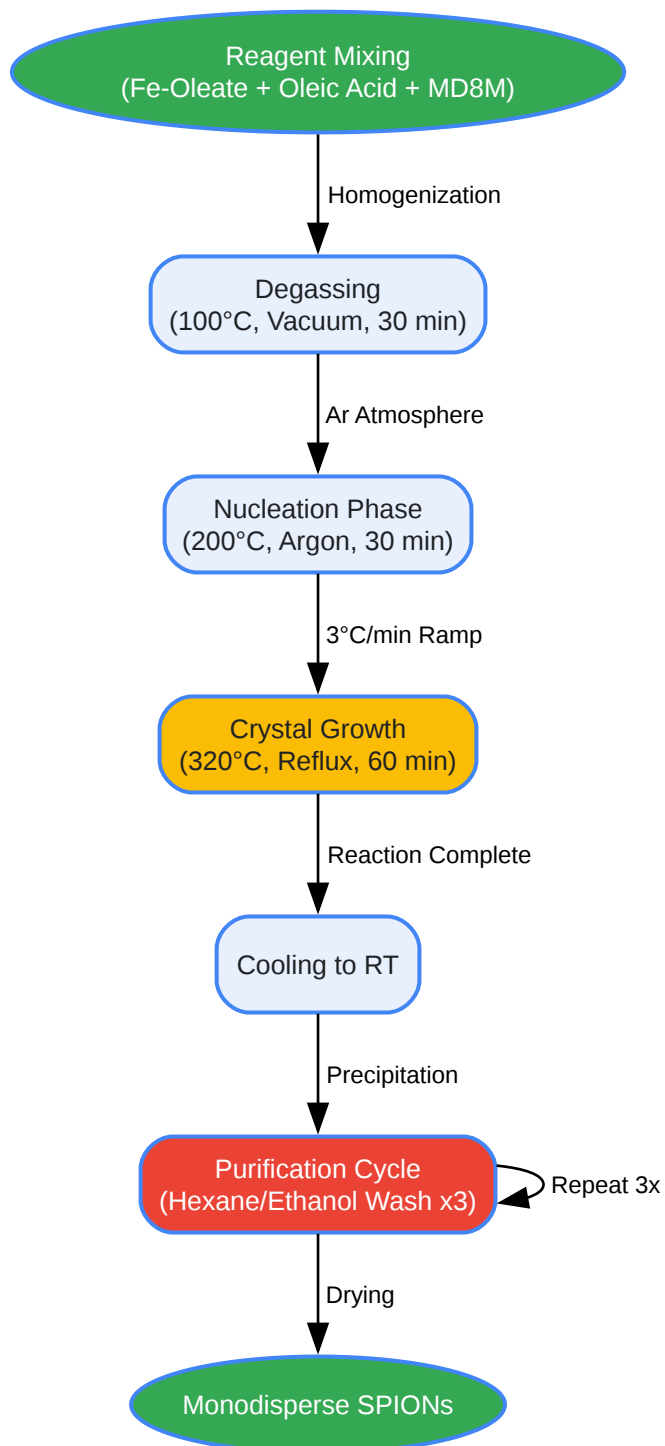 Reagent Mixing
(Fe-Oleate + Oleic Acid + MD8M)
Homogenization
Degassing
(100°C, Vacuum, 30 min)
Ar Atmosphere
Nucleation Phase
(200°C, Argon, 30 min)
3°C/min Ramp
Crystal Growth
(320°C, Reflux, 60 min)
Reaction Complete
Cooling to RT
Precipitation
Purification Cycle
(Hexane/Ethanol Wash x3)
Repeat 3x
Drying
Monodisperse SPIONs